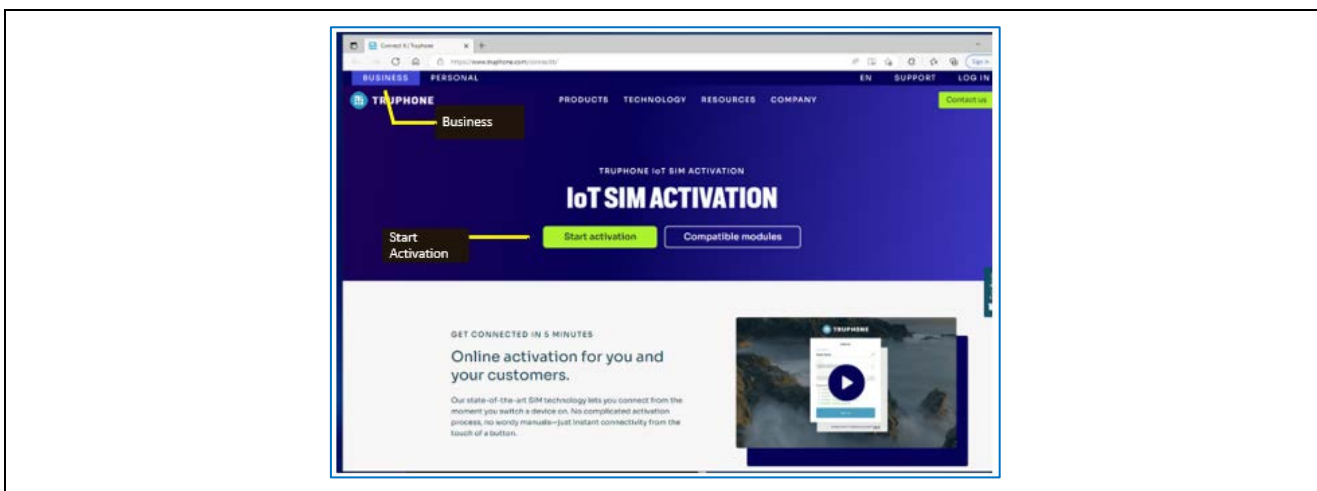 Connect It | Truphone
https://www.truphone.com/connectit/
BUSINESS PERSONAL EN SUPPORT LOG IN
TRUPHONE PRODUCTS TECHNOLOGY RESOURCES COMPANY Contact us
Business
TRUPHONE IoT SIM ACTIVATION
IoT SIM ACTIVATION
Start activation Compatible modules
Start
Activation
GET CONNECTED IN 5 MINUTES
Online activation for you and
your customers.
Our state-of-the-art SIM technology lets you connect from the
moment you switch a device on. No complicated activation
process, no wordy manuals—just instant connectivity from the
touch of a button.
TRUPHONE